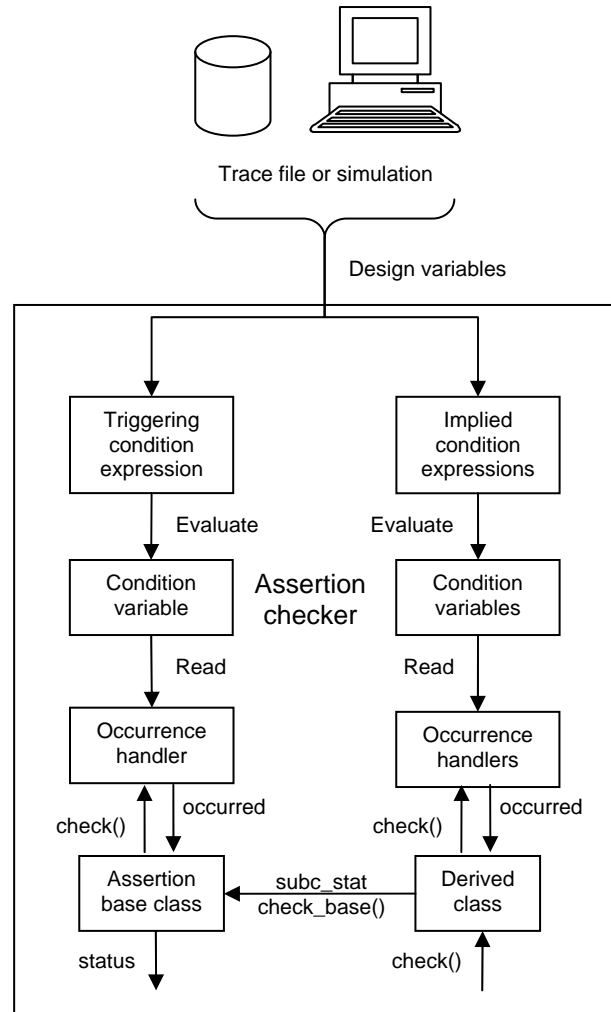 Trace file or simulation
Design variables
Triggering
condition
expression
Implied
condition
expressions
Evaluate
Evaluate
Condition
variable
Assertion
checker
Condition
variables
Read
Read
Occurrence
handler
Occurrence
handlers
check()
occurred
check()
occurred
Assertion
base class
subc_stat
check_base()
Derived
class
status
check()